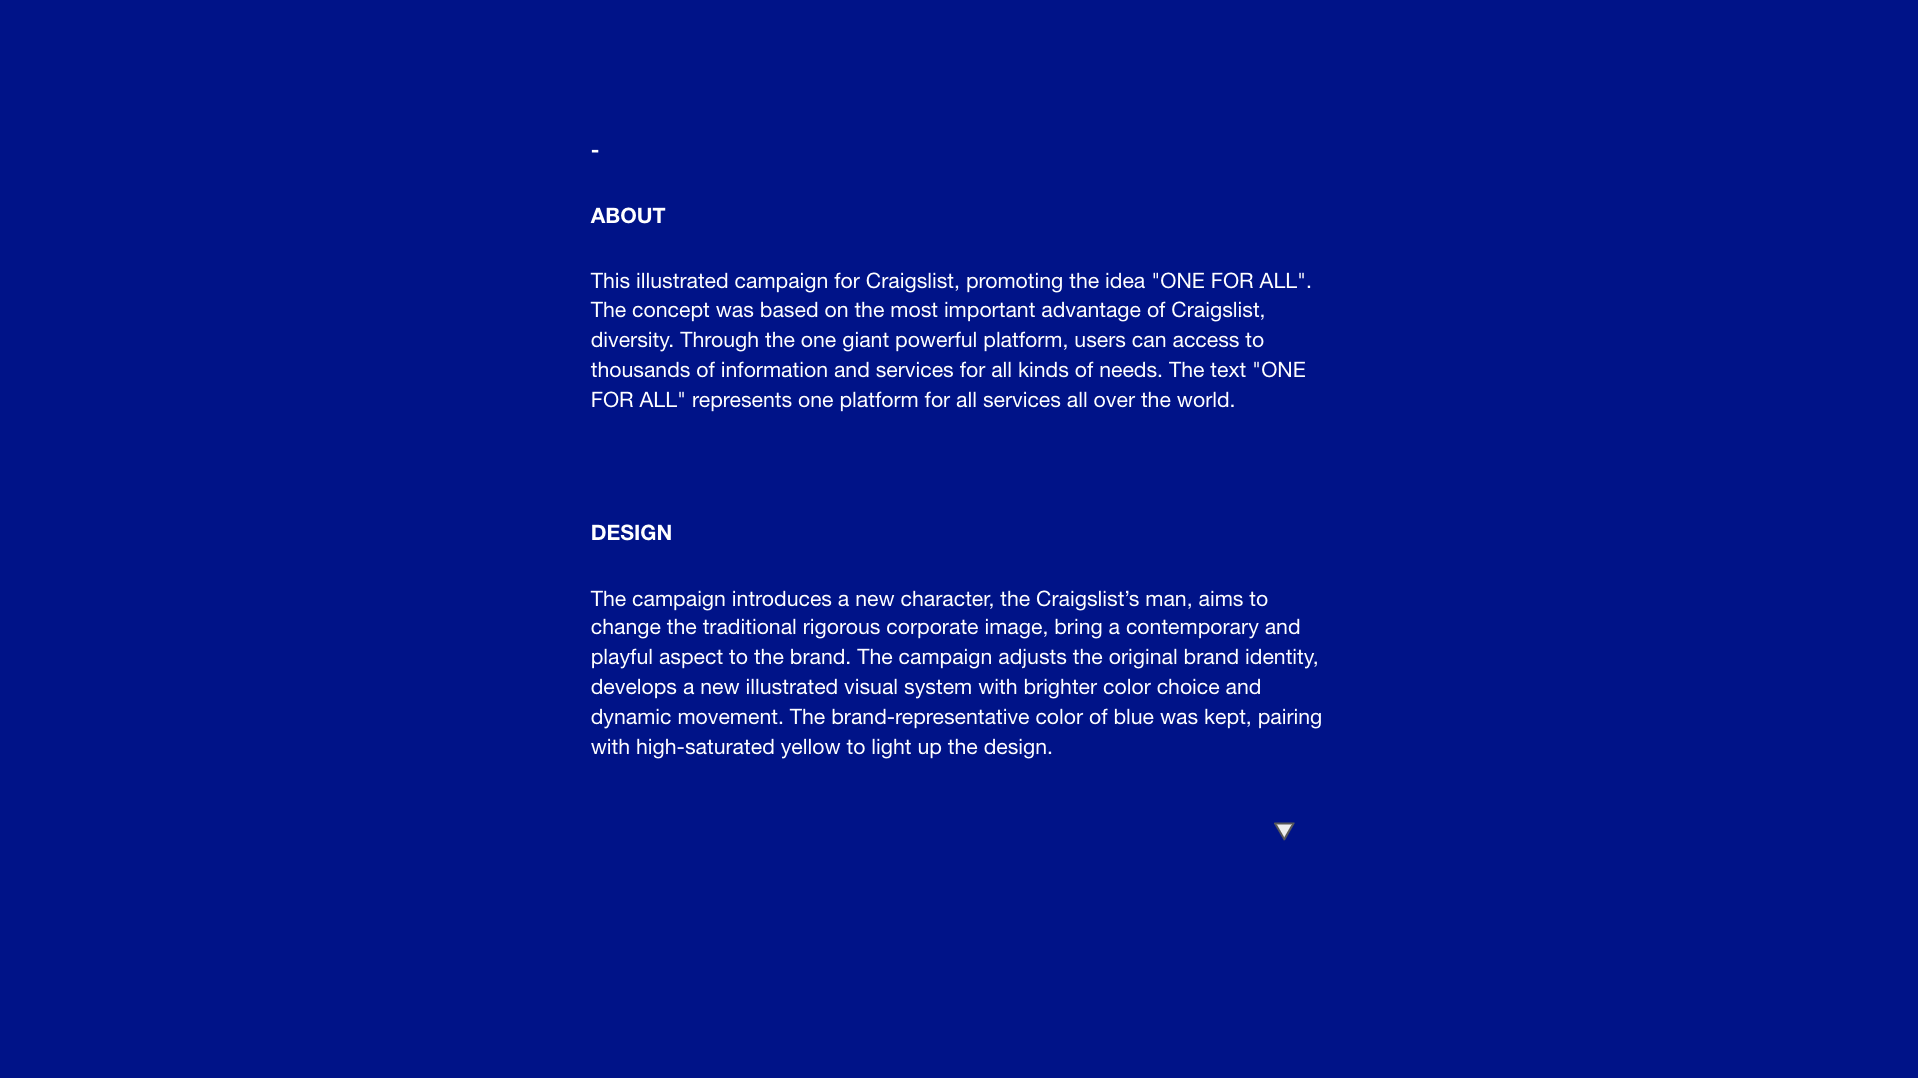 -
ABOUT
This illustrated campaign for Craigslist, promoting the idea "ONE FOR ALL".
The concept was based on the most important advantage of Craigslist,
diversity. Through the one giant powerful platform, users can access to
thousands of information and services for all kinds of needs. The text "ONE
FOR ALL" represents one platform for all services all over the world.
DESIGN
The campaign introduces a new character, the Craigslist’s man, aims to
change the traditional rigorous corporate image, bring a contemporary and
playful aspect to the brand. The campaign adjusts the original brand identity,
develops a new illustrated visual system with brighter color choice and
dynamic movement. The brand-representative color of blue was kept, pairing
with high-saturated yellow to light up the design.